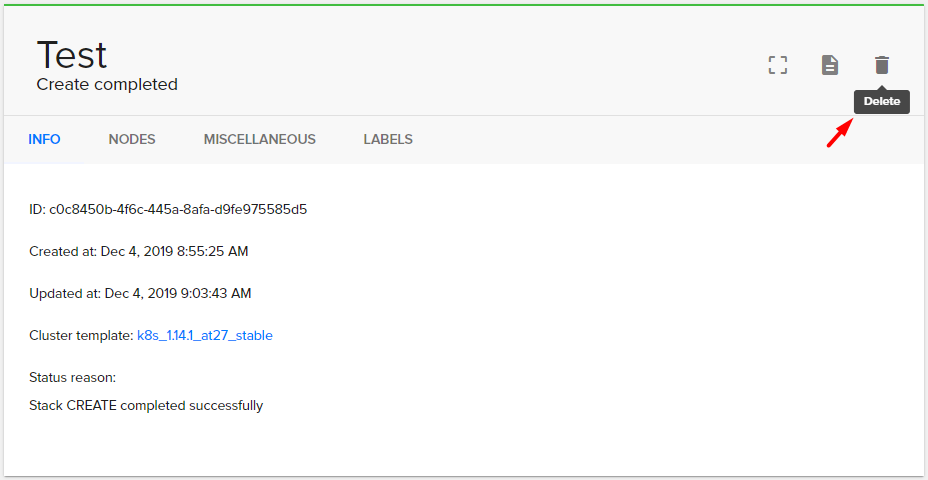 Test
Create completed
Delete
INFO NODES MISCELLANEOUS LABELS
ID: c0c8450b-4f6c-445a-8afa-d9fe975585d5
Created at: Dec 4, 2019 8:55:25 AM
Updated at: Dec 4, 2019 9:03:43 AM
Cluster template: k8s_1.14.1_at27_stable
Status reason:
Stack CREATE completed successfully